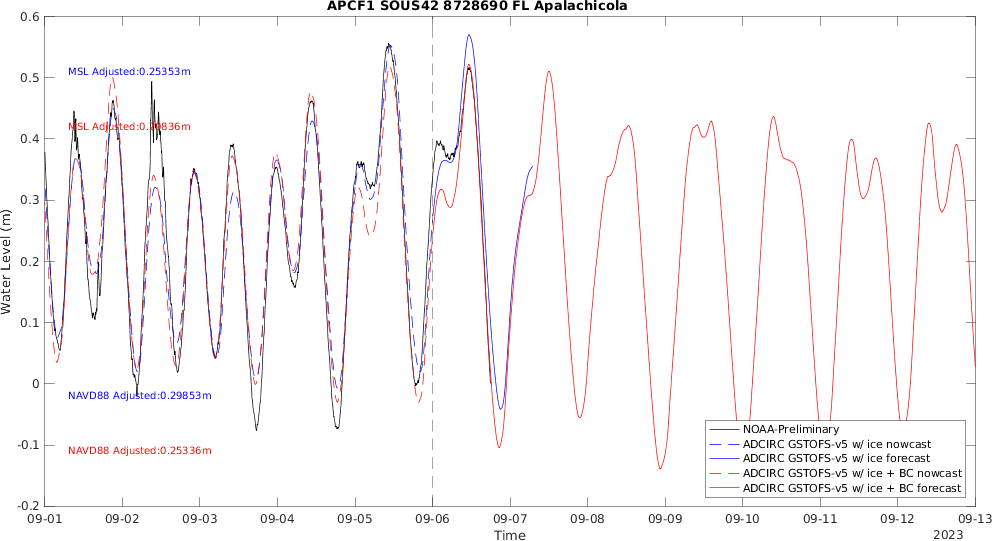 APCF1 SOUS42 8728690 FL Apalachicola
Water Level (m)
0.6
0.5
0.4
0.3
0.2
0.1
0
-0.1
-0.2
MSL Adjusted:0.25353m
MSL Adjusted:
NAVD88 Adjusted:0.29853m
NAVD88 Adjusted:0.25336m
NOAA-Preliminary
ADCIRC GSTOFS-v5 w/ ice nowcast
ADCIRC GSTOFS-v5 w/ ice forecast
ADCIRC GSTOFS-v5 w/ ice + BC nowcast
ADCIRC GSTOFS-v5 w/ ice + BC forecast
09-01 09-02 09-03 09-04 09-05 09-06 09-07 09-08 09-09 09-10 09-11 09-12 09-13
Time
2023